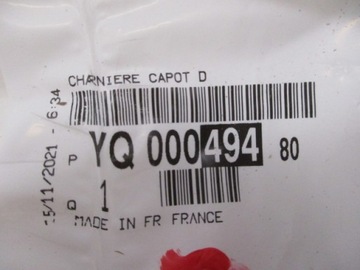 CHARNIERE CAPOT D
P YQ 000494 80
Q 1
MADE IN FR FRANCE
15/11/2021 - 6:34